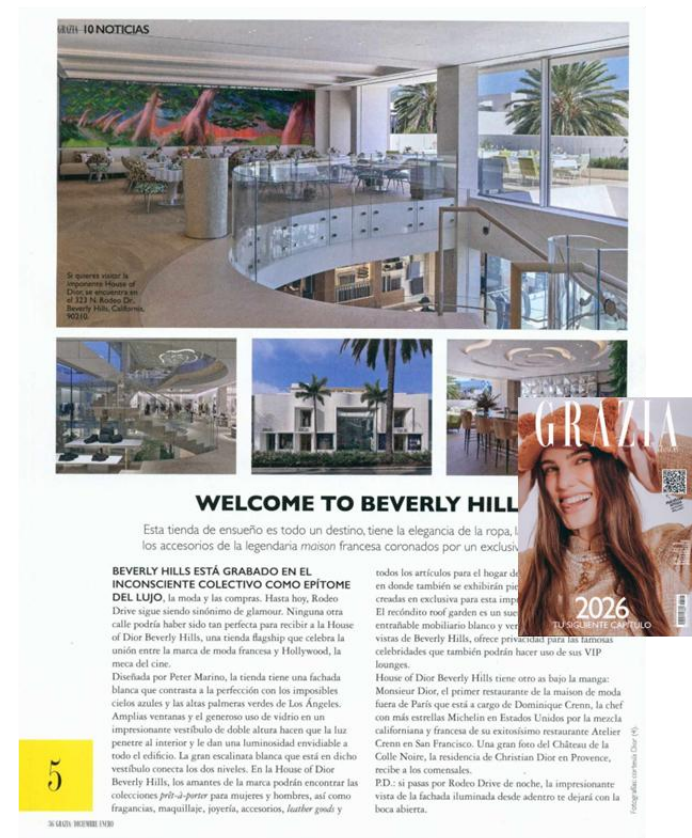 GRAZIA 10 NOTICIAS
Si quieres visitar la
imponente House of
Dior, se encuentra en
el 323 N. Rodeo Dr.,
Beverly Hills, California,
90210.
WELCOME TO BEVERLY HILL
Esta tienda de ensueño es todo un destino, tiene la elegancia de la ropa,
los accesorios de la legendaria maison francesa coronados por un
BEVERLY HILLS ESTÁ GRABADO EN EL
INCONSCIENTE COLECTIVO COMO EPÍTOME
DEL LUJO, la moda y las compras. Hasta hoy, Rodeo
Drive sigue siendo sinónimo de glamour. Ninguna otra
calle podría haber sido tan perfecta para recibir a la House
of Dior Beverly Hills, una tienda flagship que celebra la
unión entre la marca de moda francesa y Hollywood, la
meca del cine.
Diseñada por Peter Marino, la tienda tiene una fachada
blanca que contrasta a la perfección con los imposibles
cielos azules y las altas palmeras verdes de Los Ángeles.
Amplias ventanas y el generoso uso de vidrio en un
impresionante vestíbulo de doble altura hacen que la luz
penetre al interior y le dan una luminosidad envidiable a
todo el edificio. La gran escalinata blanca que está en dicho
vestíbulo conecta los dos niveles. En la House of Dior
Beverly Hills, los amantes de la marca podrán encontrar las
colecciones prêt-à-porter para mujeres y hombres, así como
fragancias, maquillaje, joyería, accesorios, leather goods y
todos los artículos para el hogar de
en donde también se exhibirán
creadas en exclusiva para esta
El recóndito roof garden es un
entrañable mobiliario blanco y
vistas de Beverly Hills, ofrece privacidad para las famosas
celebridades que también podrán hacer uso de sus VIP
lounges.
House of Dior Beverly Hills tiene otro as bajo la manga:
Monsieur Dior, el primer restaurante de la maison de moda
fuera de París que está a cargo de Dominique Crenn, la chef
con más estrellas Michelin en Estados Unidos por la mezcla
californiana y francesa de su exitosísimo restaurante Atelier
Crenn en San Francisco. Una gran foto del Château de la
Colle Noire, la residencia de Christian Dior en Provence,
recibe a los comensales.
P.D.: si pasas por Rodeo Drive de noche, la impresionante
vista de la fachada iluminada desde adentro te dejará con la
boca abierta.
Fotografías cortesía Dior (4).
GRAZIA
2026
TU SIGUIENTE CAPÍTULO
5
36 GRAZIA DICIEMBRE ENERO